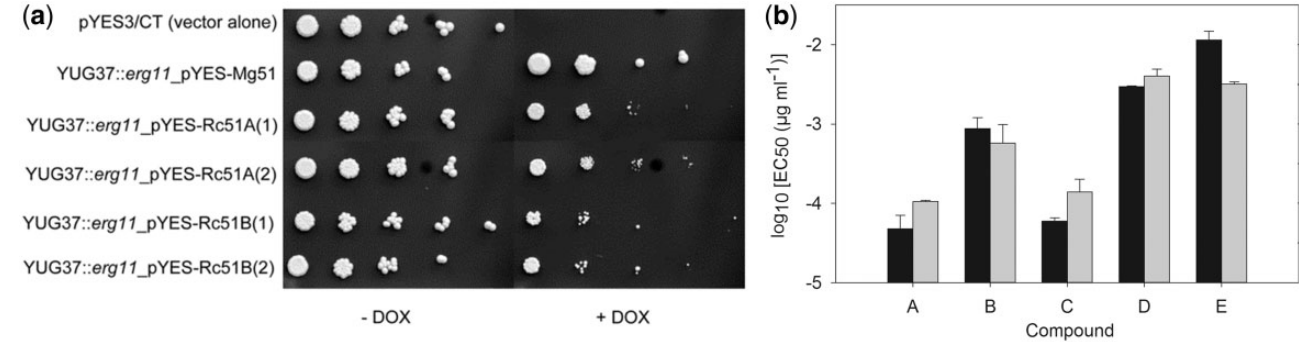 (a)
pYES3/CT (vector alone)
YUG37::erg11_pYES-Mg51
YUG37::erg11_pYES-Rc51A(1)
YUG37::erg11_pYES-Rc51A(2)
YUG37::erg11_pYES-Rc51B(1)
YUG37::erg11_pYES-Rc51B(2)
- DOX + DOX
(b)
log10 [EC50 (µg ml⁻¹)]
-2
-3
-4
-5
A B C D E
Compound